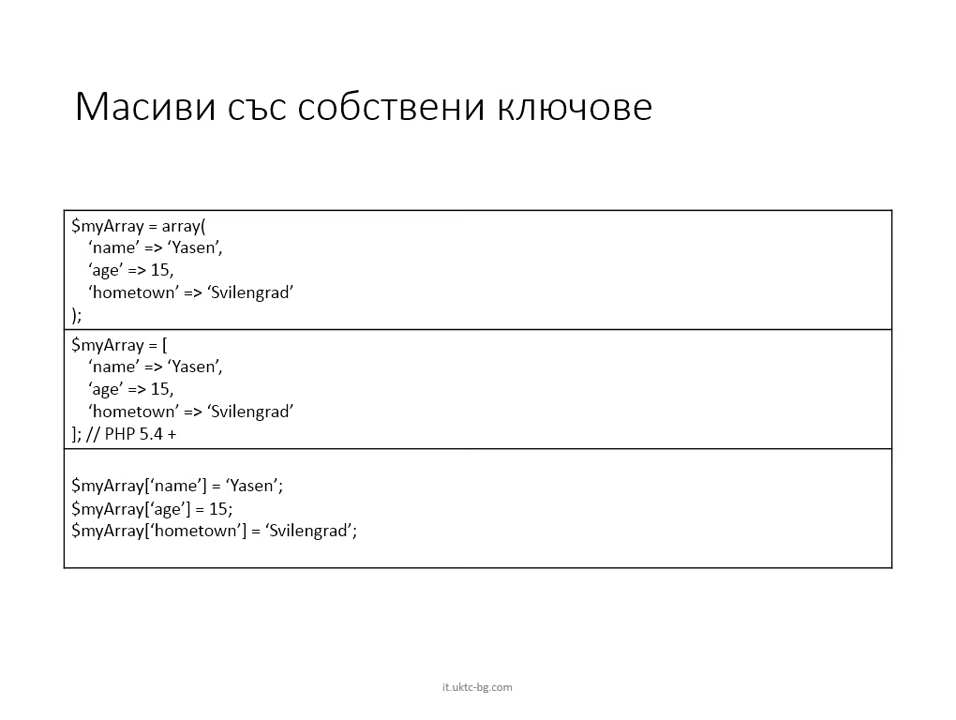 Масиви със собствени ключове
$myArray = array(
‘name’ => ‘Yasen’,
‘age’ => 15,
‘hometown’ => ‘Svilengrad’
);
$myArray = [
‘name’ => ‘Yasen’,
‘age’ => 15,
‘hometown’ => ‘Svilengrad’
]; // PHP 5.4 +
$myArray[‘name’] = ‘Yasen’;
$myArray[‘age’] = 15;
$myArray[‘hometown’] = ‘Svilengrad’;
it.uktc-bg.com